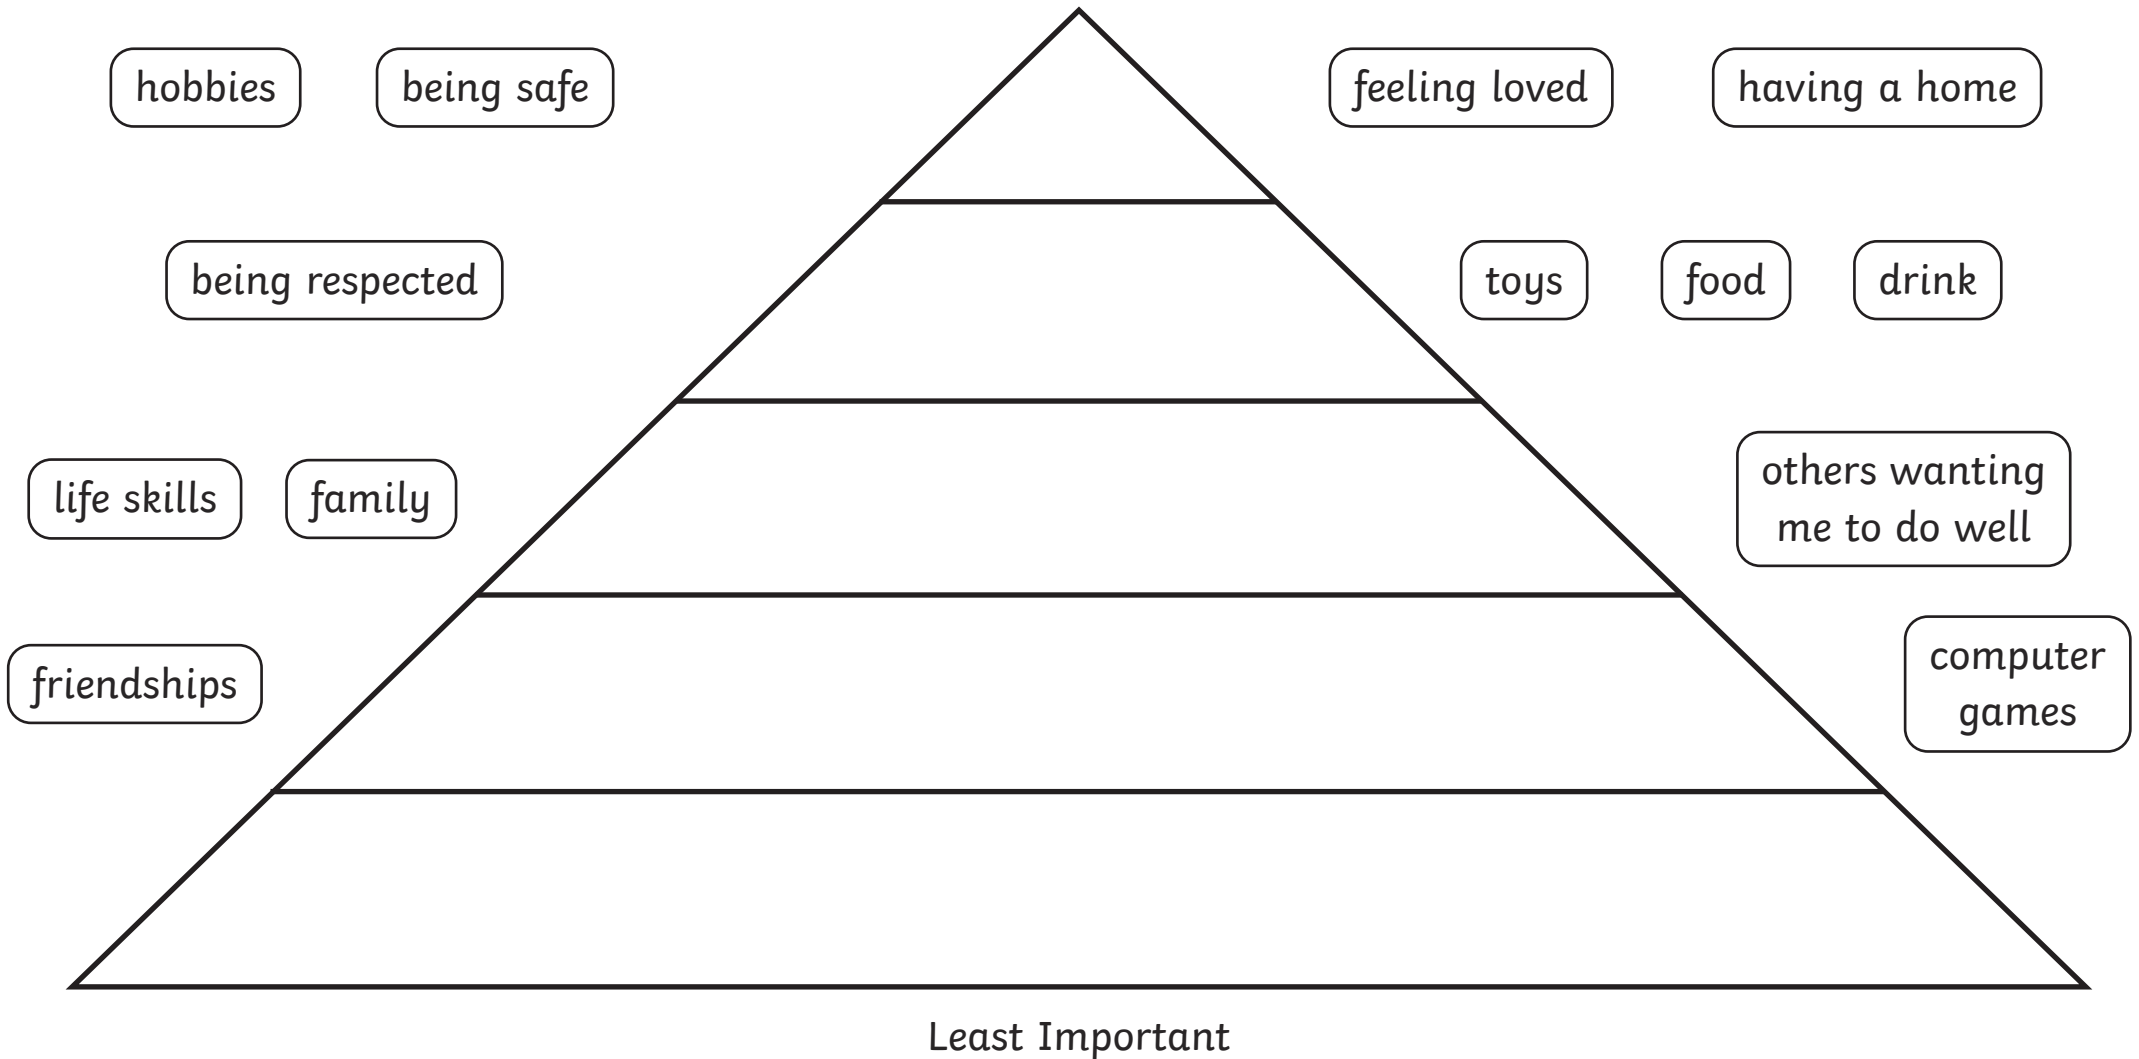 hobbies
being safe
feeling loved
having a home
being respected
toys
food
drink
life skills
family
others wanting
me to do well
friendships
computer
games
Least Important